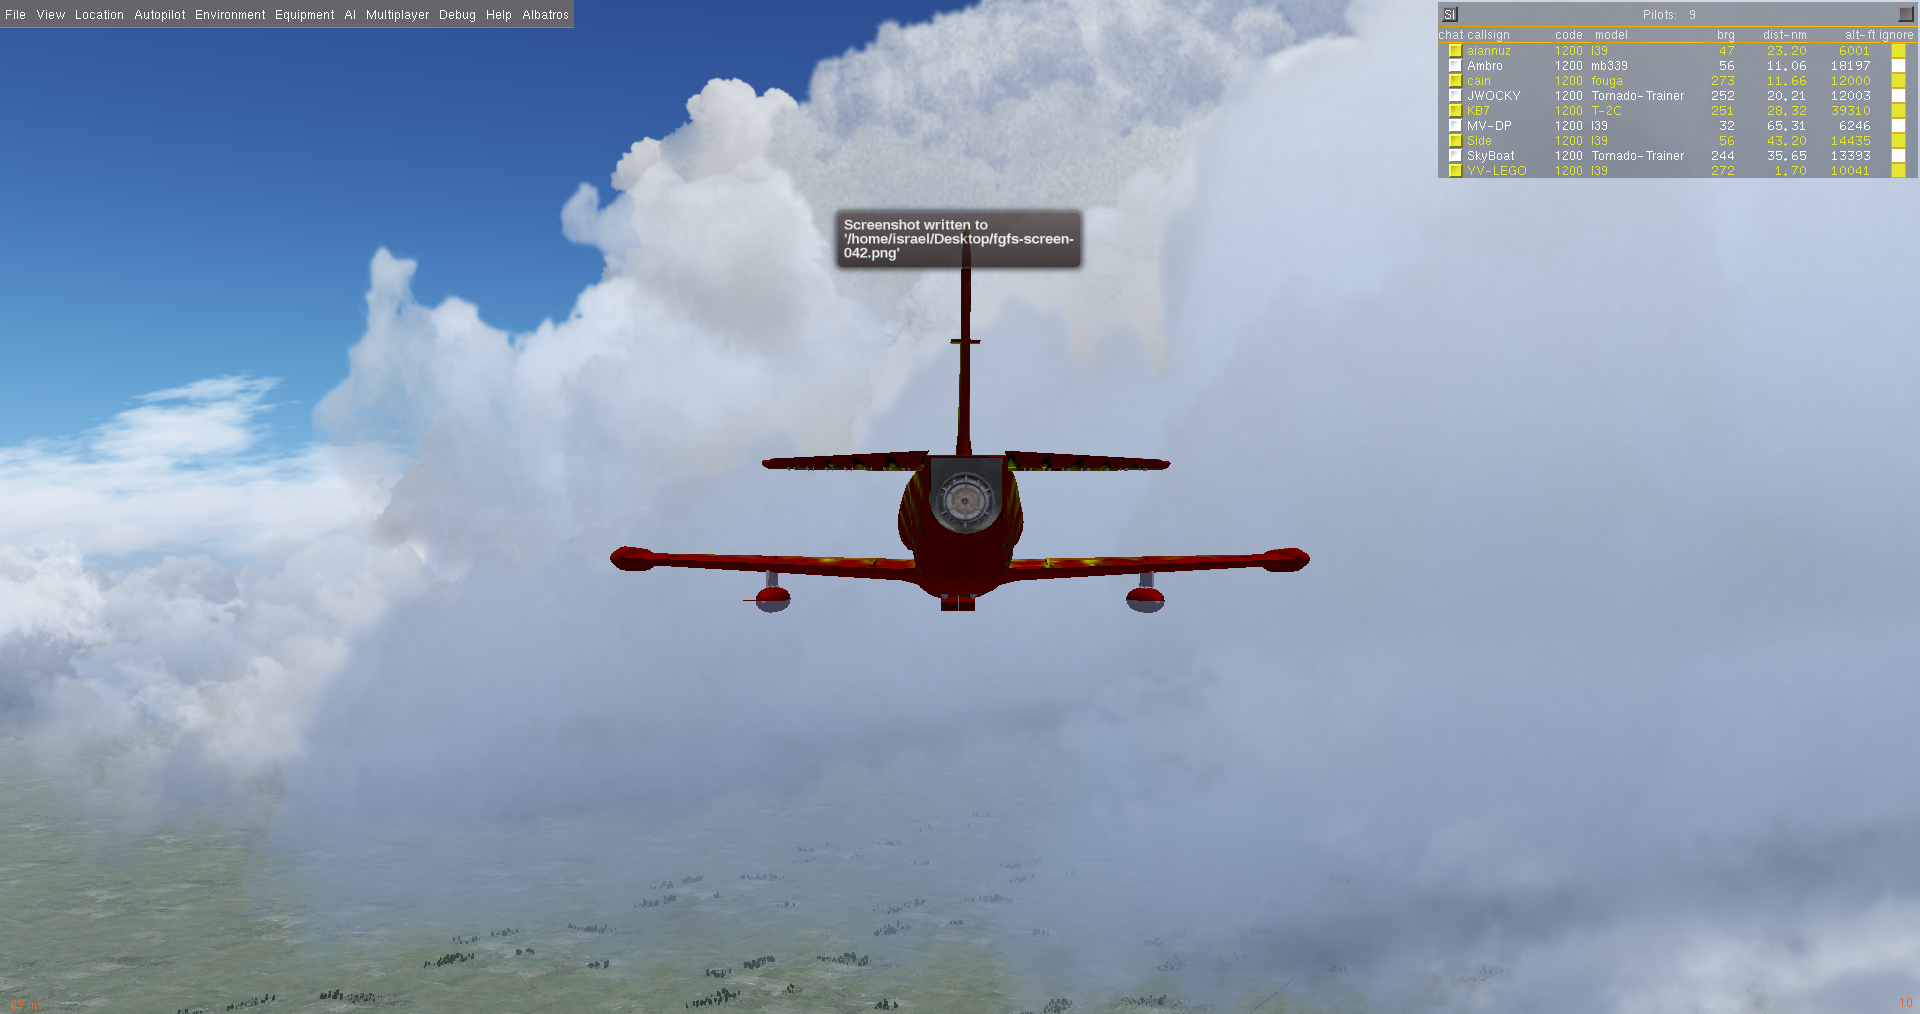 File View Location Autopilot Environment Equipment AI Multiplayer Debug Help Albatros
SI Pilots: 9
chat callsign code model brg dist-nm alt-ft ignore
aiannuz 1200 l39 47 23.20 6001
Ambro 1200 mb339 56 11.06 18197
cain 1200 fouga 273 11.66 12000
JWOCKY 1200 Tornado-Trainer 252 20.21 12003
KB7 1200 T-2C 251 28.32 39310
MV-DP 1200 l39 32 65.31 6246
Side 1200 l39 56 43.20 14435
SkyBoat 1200 Tornado-Trainer 244 35.65 13393
YV-LEGO 1200 l39 272 1.70 10041
Screenshot written to
'/home/israel/Desktop/fgfs-screen-
042.png'
10